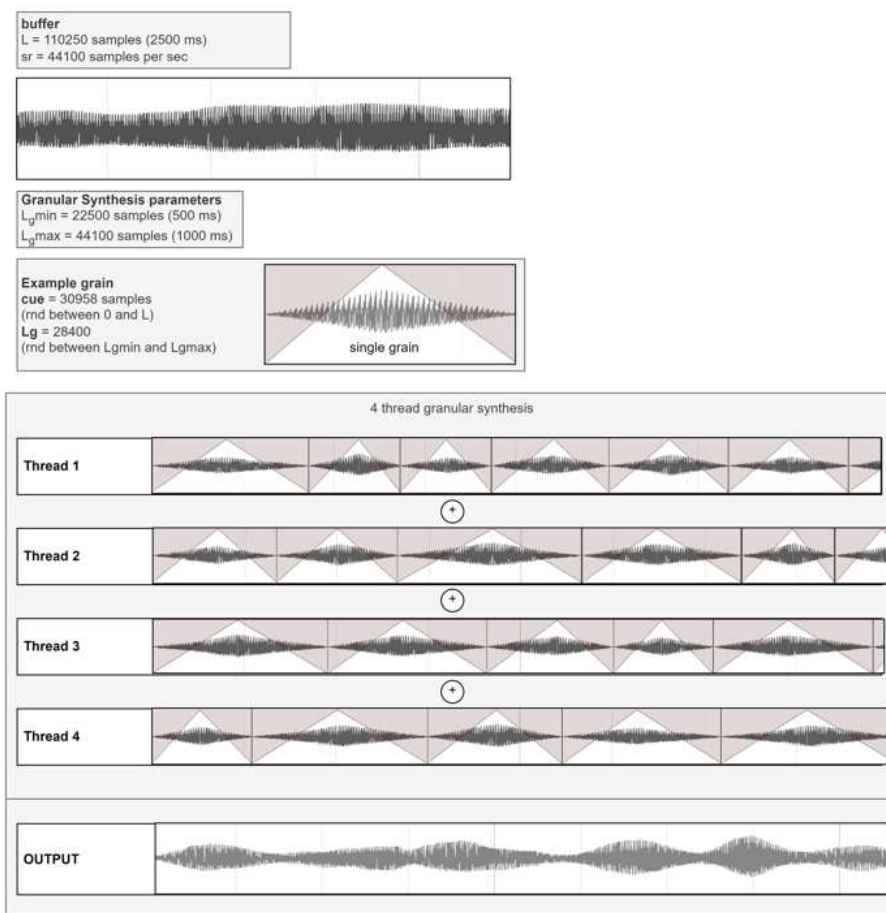 buffer
L = 110250 samples (2500 ms)
sr = 44100 samples per sec
Granular Synthesis parameters
Lgmin = 22500 samples (500 ms)
Lgmax = 44100 samples (1000 ms)
Example grain
cue = 30958 samples
(rnd between 0 and L)
Lg = 28400
(rnd between Lgmin and Lgmax)
single grain
4 thread granular synthesis
Thread 1
+
Thread 2
+
Thread 3
+
Thread 4
OUTPUT